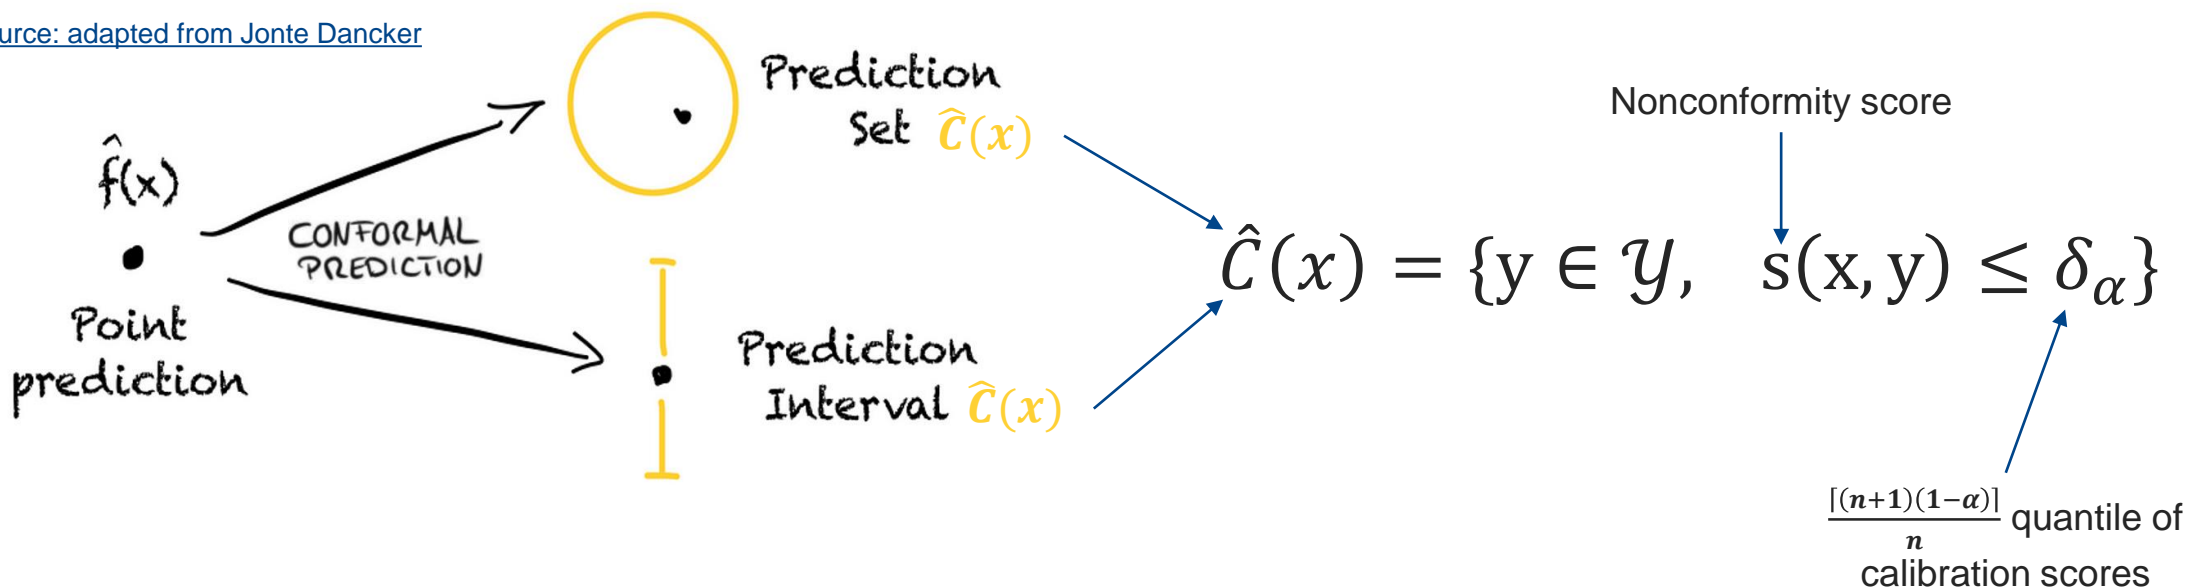 urce: adapted from Jonte Dancker
f̂(x)
Point
prediction
CONFORMAL
PREDICTION
Prediction
Set Ĉ(x)
Prediction
Interval Ĉ(x)
Nonconformity score
Ĉ(x) = {y ∈ 𝒴, s(x, y) ≤ δ_α}
⌈(n+1)(1−α)⌉/n quantile of
calibration scores